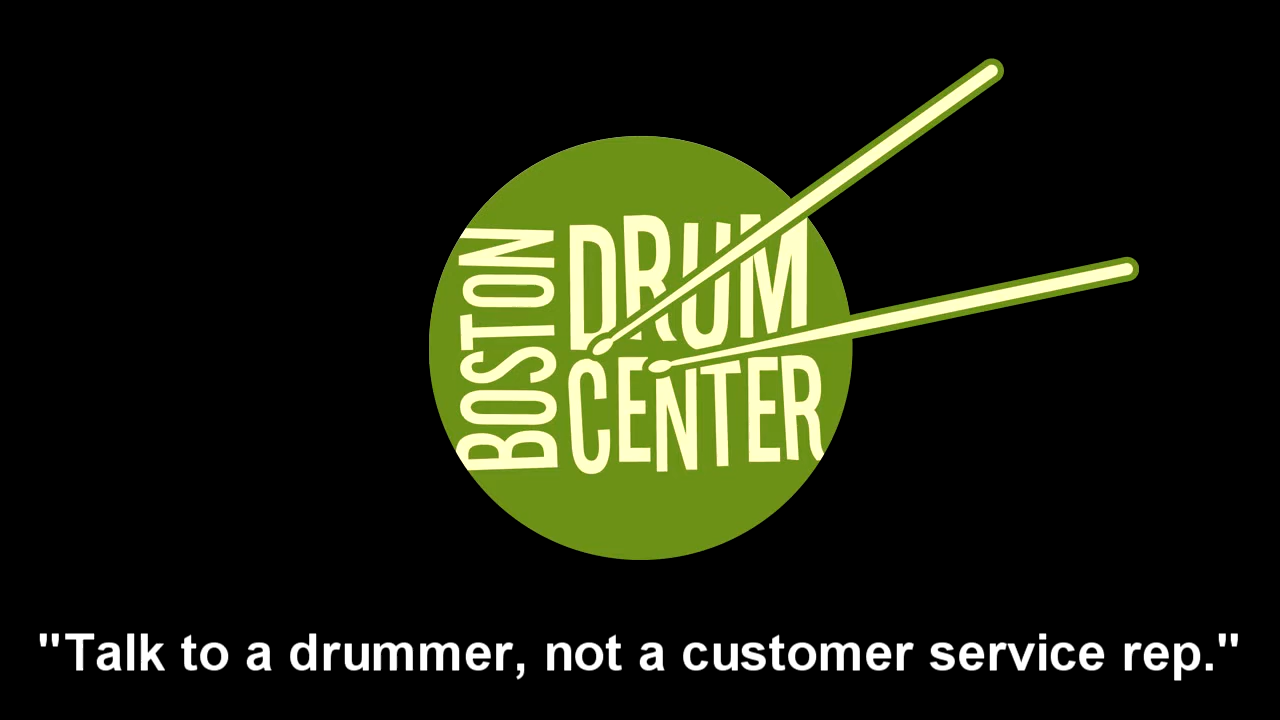 BOSTON
DRUM
CENTER
"Talk to a drummer, not a customer service rep."